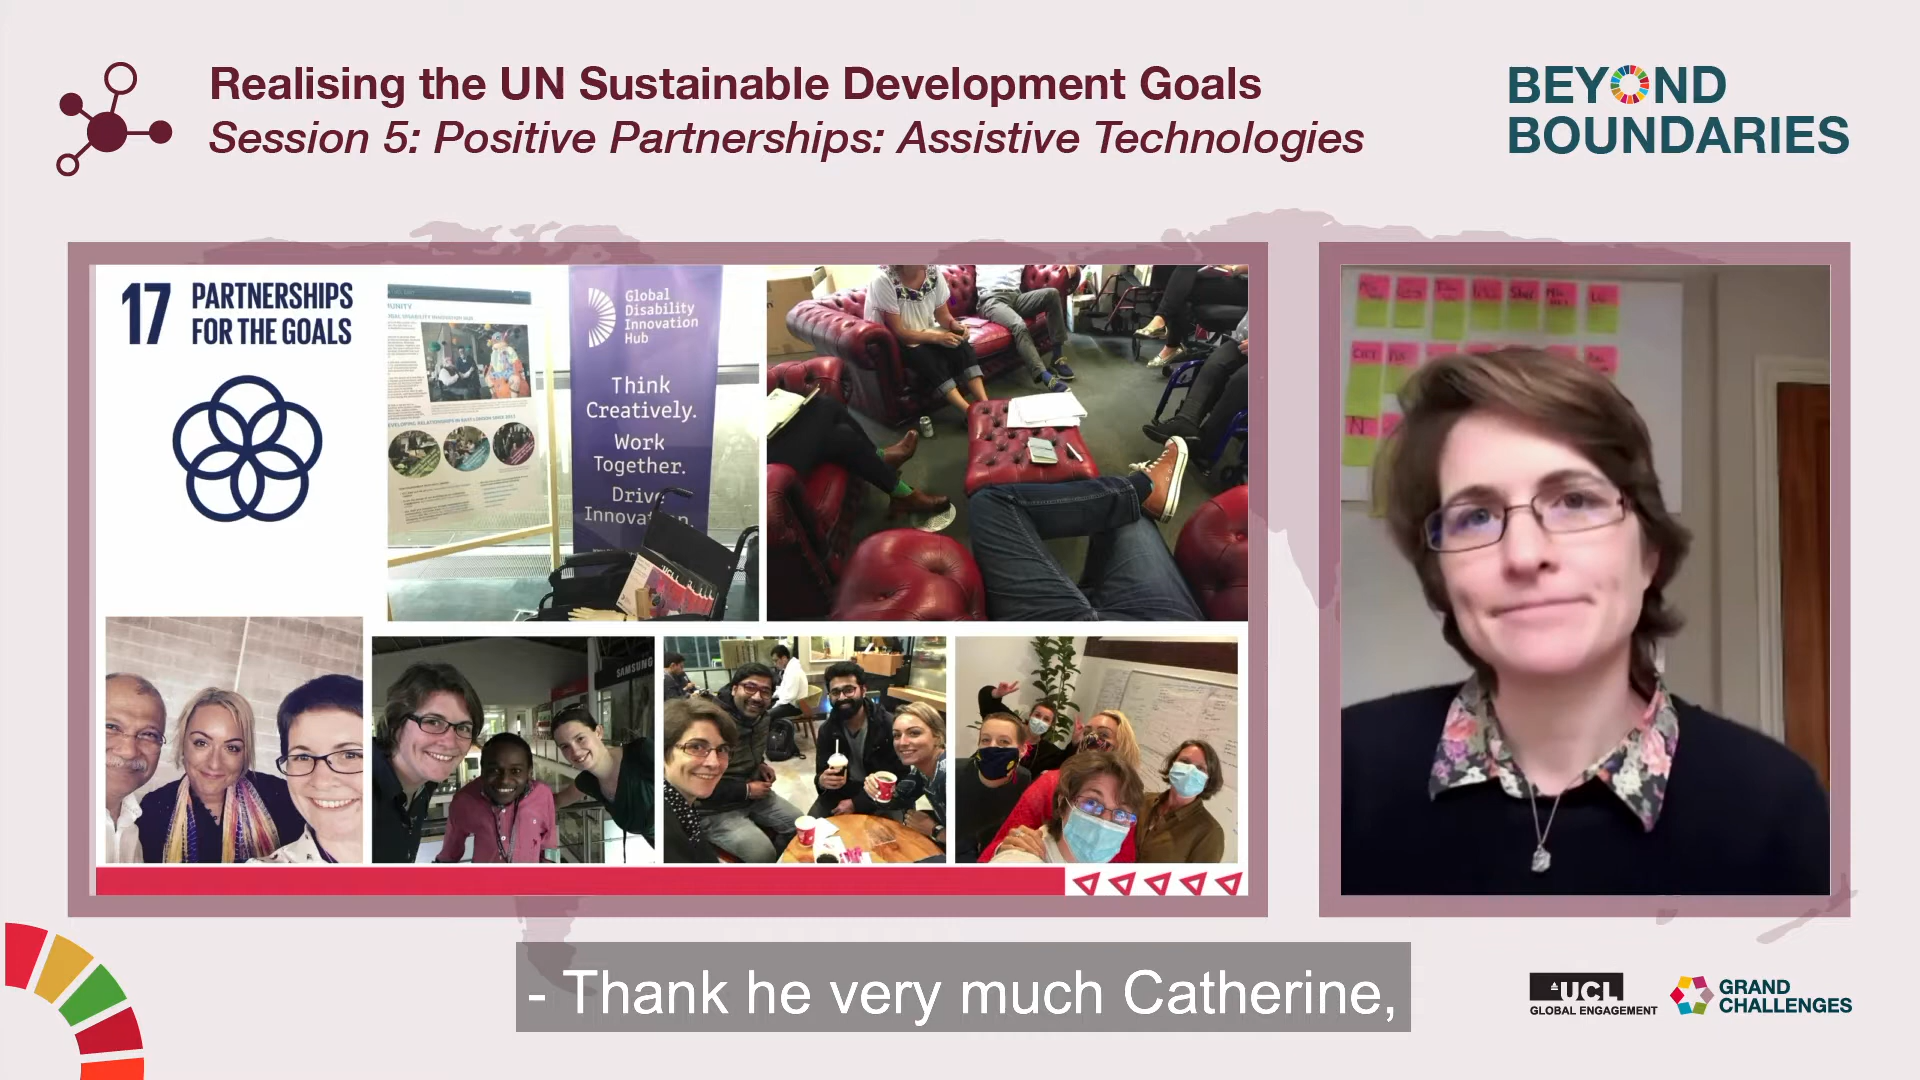 Realising the UN Sustainable Development Goals
Session 5: Positive Partnerships: Assistive Technologies
BEYOND
BOUNDARIES
17 PARTNERSHIPS
FOR THE GOALS
Global
Disability
Innovation
Hub
Think
Creatively.
Work
Together.
Drive
UCL
SAMSUNG
- Thank he very much Catherine,
UCL
GLOBAL ENGAGEMENT
GRAND
CHALLENGES